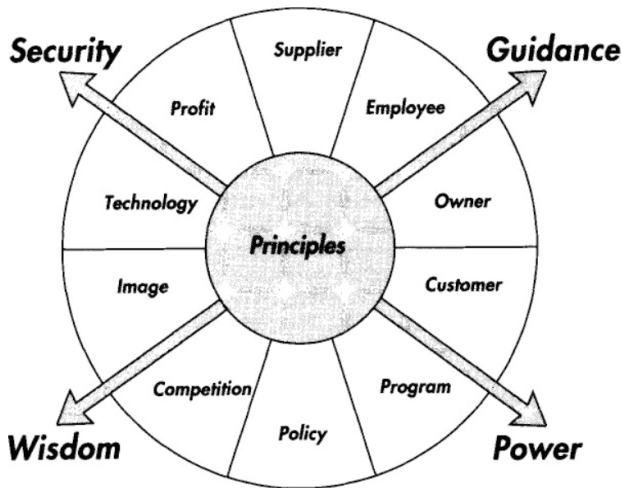 Security
Supplier
Guidance
Profit
Employee
Technology
Owner
Principles
Image
Customer
Competition
Program
Policy
Wisdom
Power